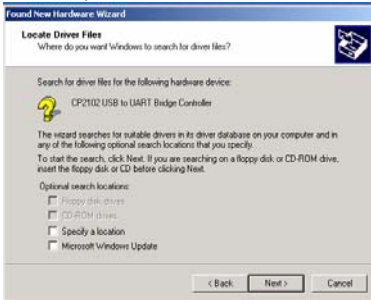 Found New Hardware Wizard
Locate Driver Files
Where do you want Windows to search for driver files?
Search for driver files for the following hardware device:
CP2102 USB to UART Bridge Controller
The wizard searches for suitable drivers in its driver database on your computer and in
any of the following optional search locations that you specify.
To start the search, click Next. If you are searching on a floppy disk or CD-ROM drive,
insert the floppy disk or CD before clicking Next.
Optional search locations:
Floppy disk drives
CD-ROM drives
Specify a location
Microsoft Windows Update
< Back Next > Cancel